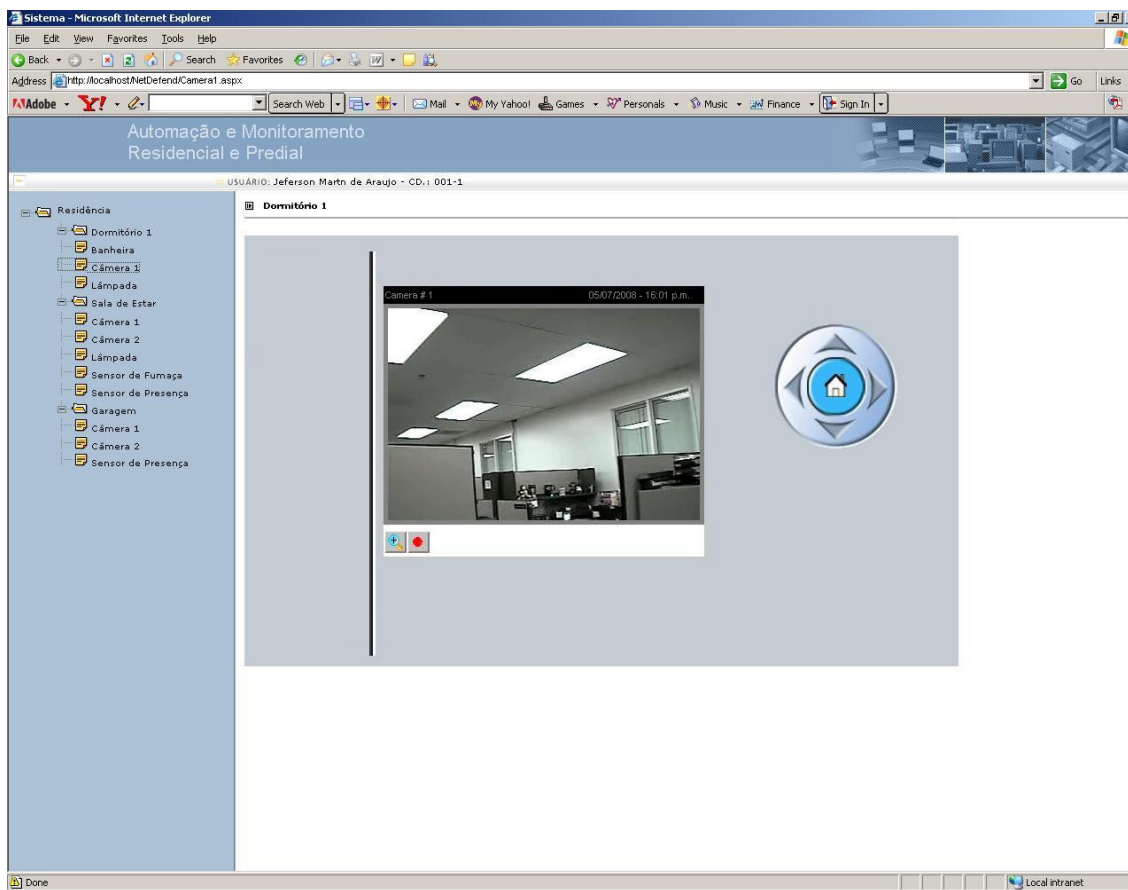 Sistema - Microsoft Internet Explorer
File Edit View Favorites Tools Help
Back Search Favorites
Address http://localhost/NetDefend/Camera1.aspx Go Links
Adobe Y! Search Web Mail My Yahoo! Games Personals Music Finance Sign In
Automação e Monitoramento
Residencial e Predial
USUÁRIO: Jeferson Martn de Araujo - CD.: 001-1
Residência
Dormitório 1
Banheira
Câmera 1
Lâmpada
Sala de Estar
Câmera 1
Câmera 2
Lâmpada
Sensor de Fumaça
Sensor de Presença
Garagem
Câmera 1
Câmera 2
Sensor de Presença
Dormitório 1
Camera # 1 05/07/2008 - 16:01 p.m.
Done Local intranet